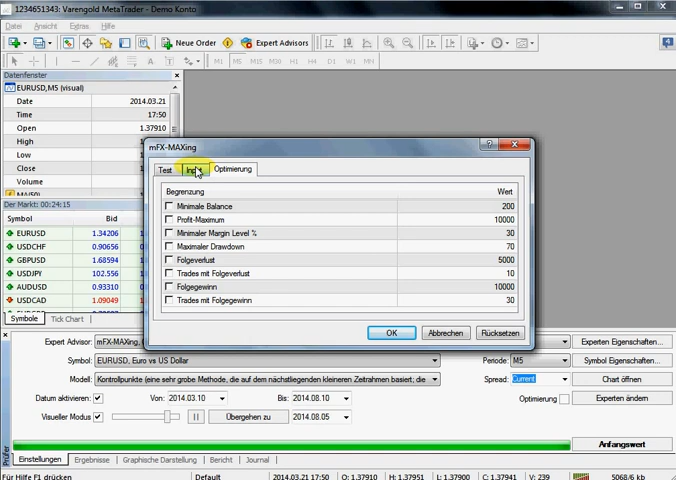 1234651343: Varengold MetaTrader - Demo Konto
Datei Ansicht Extras Hilfe
New Order Expert Advisors 4
A T M1 M5 M15 M30 H1 H4 D1 W1 MN
Datenfenster
EURUSD,M5 (visual)
Date 2014.03.21
Time 17:50
Open 1.37910
High
Low
Close
Volume
MA(50)
Der Markt: 00:24:15
Symbol Bid
EURUSD 1.34206
USDCHF 0.90656
GBPUSD 1.68594
USDJPY 102.556
AUDUSD 0.93310
USDCAD 1.09049
Symbole Tick Chart
mFX-MAXing
Test Input Optimierung
Begrenzung Wert
Minimale Balance 200
Profit-Maximum 10000
Minimaler Margin Level % 30
Maximaler Drawdown 70
Folgeverlust 5000
Trades mit Folgeverlust 10
Folgegewinn 10000
Trades mit Folgegewinn 30
OK Abbrechen Rücksetzen
Expert Advisor: mFX-MAXing, Experten Eigenschaften...
Symbol: EURUSD, Euro vs US Dollar Periode: M5 Symbol Eigenschaften...
Modell: Kontrollpunkte (eine sehr grobe Methode, die auf dem nächstliegenden kleineren Zeitrahmen basiert; die Spread: Current Chart öffnen
Datum aktivieren: Von: 2014.03.10 Bis: 2014.08.10 Optimierung Experten ändern
Visueller Modus Übergehen zu 2014.08.05
Anfangswert
Prüfer
Einstellungen Ergebnisse Graphische Darstellung Bericht Journal
Für Hilfe F1 drücken Default 2014.03.21 17:50 O: 1.37910 H: 1.37951 L: 1.37900 C: 1.37941 V: 239 5068/6 kb